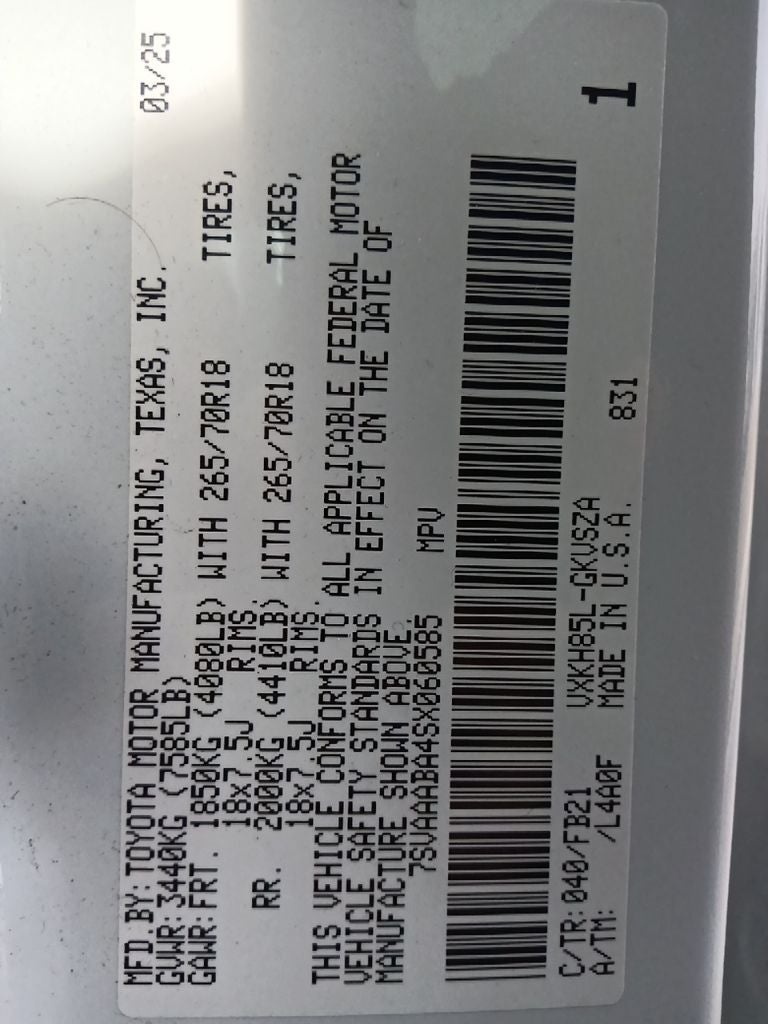 MFD.BY: TOYOTA MOTOR MANUFACTURING, TEXAS, INC. 03/25
GVWR: 3440KG (7585LB)
GAWR: FRT. 1850KG (4080LB) WITH 265/70R18 TIRES,
18x7.5J RIMS.
RR. 2000KG (4410LB) WITH 265/70R18 TIRES,
18x7.5J RIMS.
THIS VEHICLE CONFORMS TO ALL APPLICABLE FEDERAL MOTOR
VEHICLE SAFETY STANDARDS IN EFFECT ON THE DATE OF
MANUFACTURE SHOWN ABOVE.
7SVAAABA4SX060585 MPV
C/TR: 040/FB21 VXKH85L-GKVSZA
A/TM: /L4A0F MADE IN U.S.A. 831
1